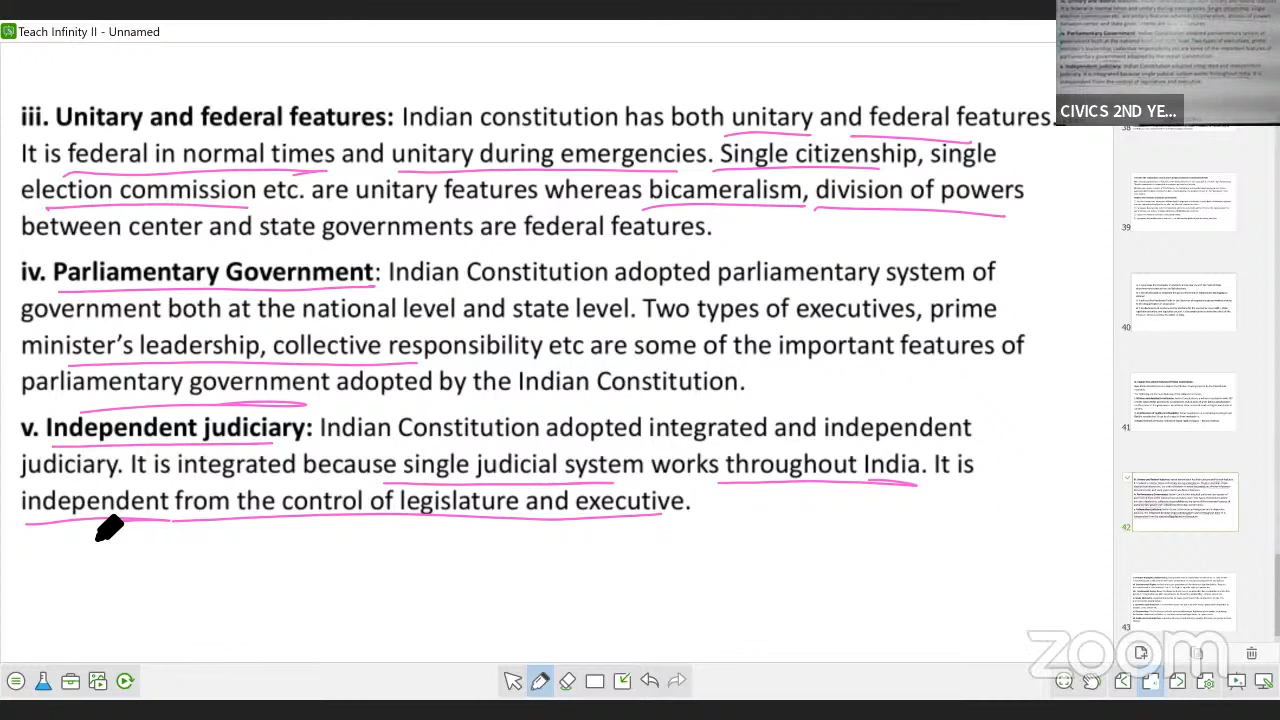 Teach Infinity II - Unnamed
CIVICS 2ND YE...
iii. Unitary and federal features: Indian constitution has both unitary and federal features.
It is federal in normal times and unitary during emergencies. Single citizenship, single
election commission etc. are unitary features whereas bicameralism, division of powers
between center and state governments are federal features.
iv. Parliamentary Government: Indian Constitution adopted parliamentary system of
government both at the national level and state level. Two types of executives, prime
minister's leadership, collective responsibility etc are some of the important features of
parliamentary government adopted by the Indian Constitution.
v. Independent judiciary: Indian Constitution adopted integrated and independent
judiciary. It is integrated because single judicial system works throughout India. It is
independent from the control of legislature and executive.
38
39
40
41
42
43
zoom